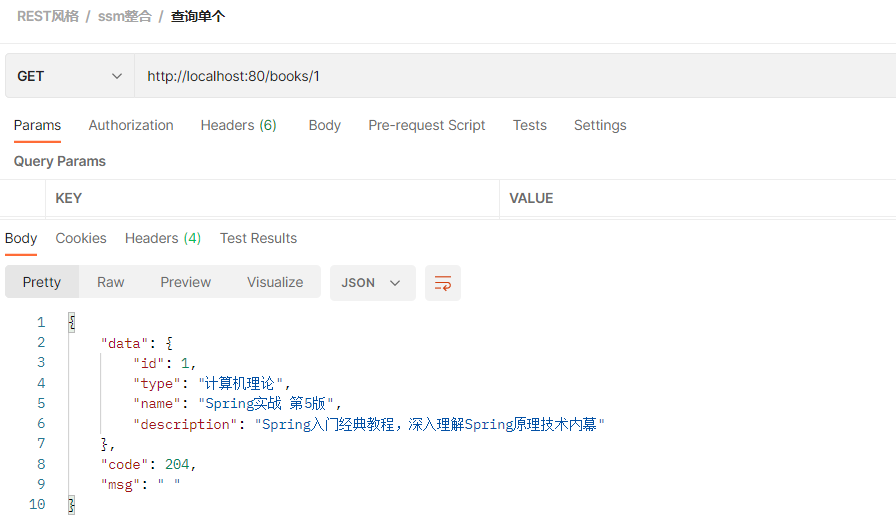 REST风格 / ssm整合 / 查询单个
GET http://localhost:80/books/1
Params Authorization Headers (6) Body Pre-request Script Tests Settings
Query Params
KEY VALUE
Body Cookies Headers (4) Test Results
Pretty Raw Preview Visualize JSON
1 {
2 "data": {
3 "id": 1,
4 "type": "计算机理论",
5 "name": "Spring实战 第5版",
6 "description": "Spring入门经典教程，深入理解Spring原理技术内幕"
7 },
8 "code": 204,
9 "msg": " "
10 }